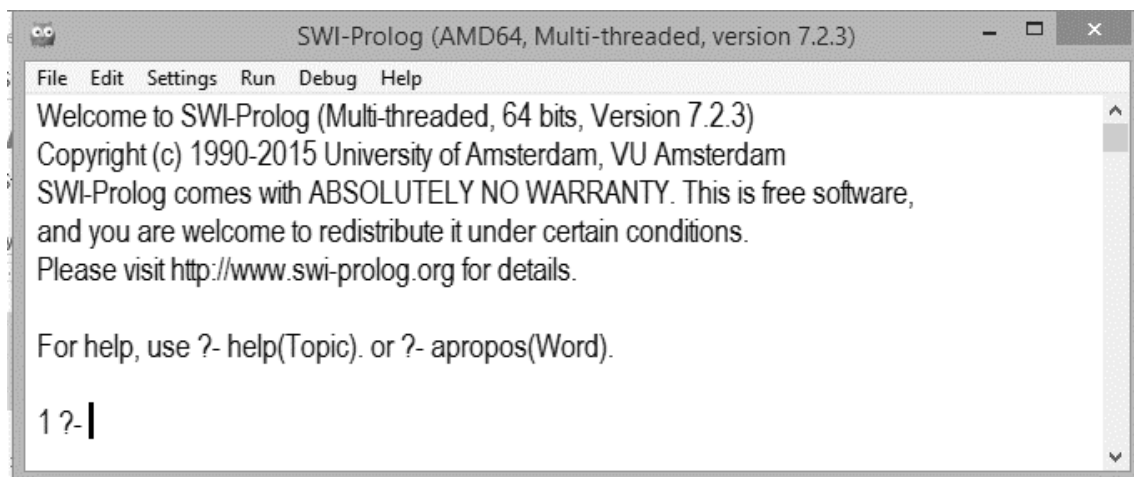 SWI-Prolog (AMD64, Multi-threaded, version 7.2.3)
File Edit Settings Run Debug Help
Welcome to SWI-Prolog (Multi-threaded, 64 bits, Version 7.2.3)
Copyright (c) 1990-2015 University of Amsterdam, VU Amsterdam
SWI-Prolog comes with ABSOLUTELY NO WARRANTY. This is free software,
and you are welcome to redistribute it under certain conditions.
Please visit http://www.swi-prolog.org for details.
For help, use ?- help(Topic). or ?- apropos(Word).
1 ?-